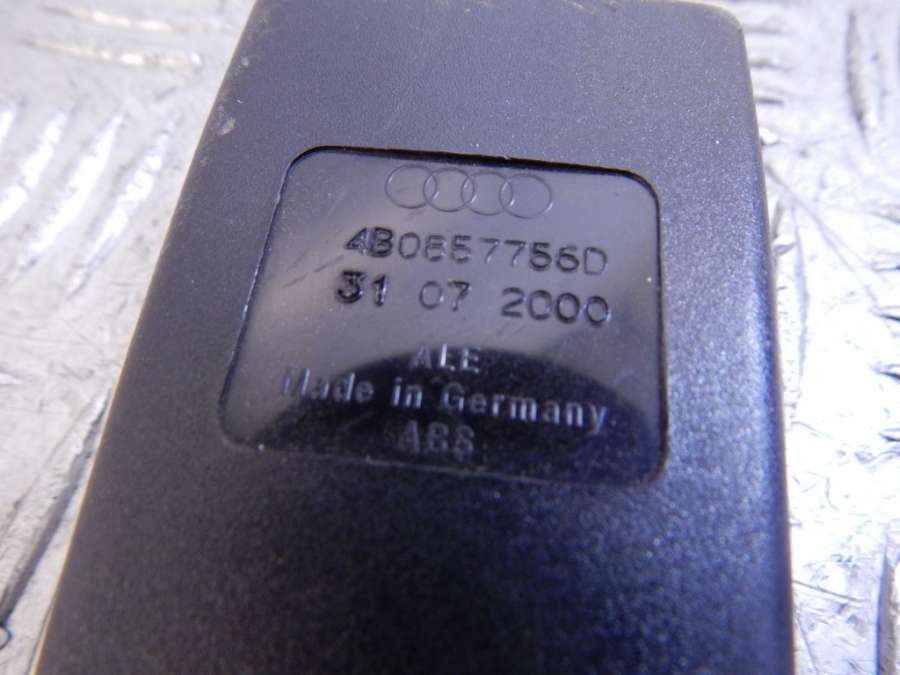 4B0857756D
31 07 2000
ALE
Made in Germany
ABS